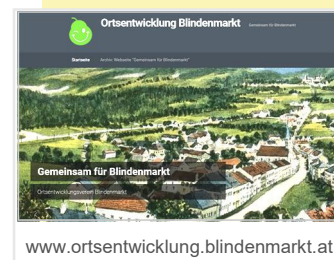 Ortsentwicklung Blindenmarkt Gemeinsam für Blindenmarkt
Startseite Archiv: Webseite "Gemeinsam für Blindenmarkt"
Gemeinsam für Blindenmarkt
Ortsentwicklungsverein Blindenmarkt
www.ortsentwicklung.blindenmarkt.at